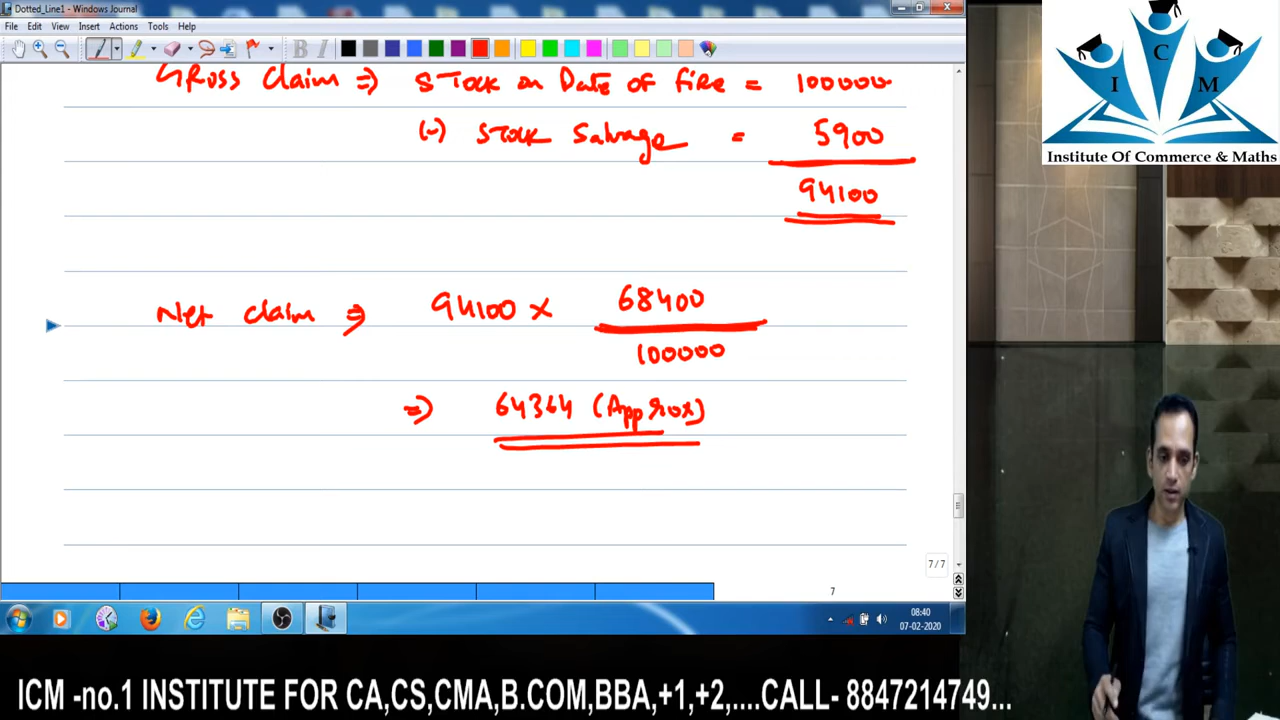 Dotted_Line1 - Windows Journal
File Edit View Insert Actions Tools Help
B I
Gross Claim ⇒ Stock on Date of Fire = 100000
(-) Stock Salvage = 5900
94100
Net claim ⇒ 94100 × 68400
100000
⇒ 64364 (Approx)
7/7
7
08:40
07-02-2020
I C M
Institute Of Commerce & Maths
ICM -no.1 INSTITUTE FOR CA,CS,CMA,B.COM,BBA,+1,+2,....CALL- 8847214749...